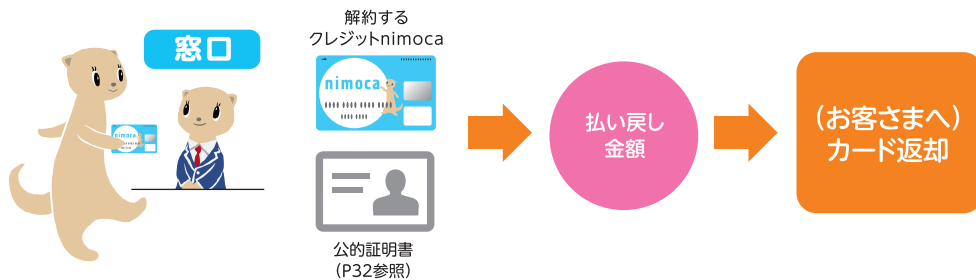 窓口
nimoca
解約する
クレジットnimoca
nimoca
公的証明書
(P32参照)
払い戻し
金額
(お客さまへ)
カード返却